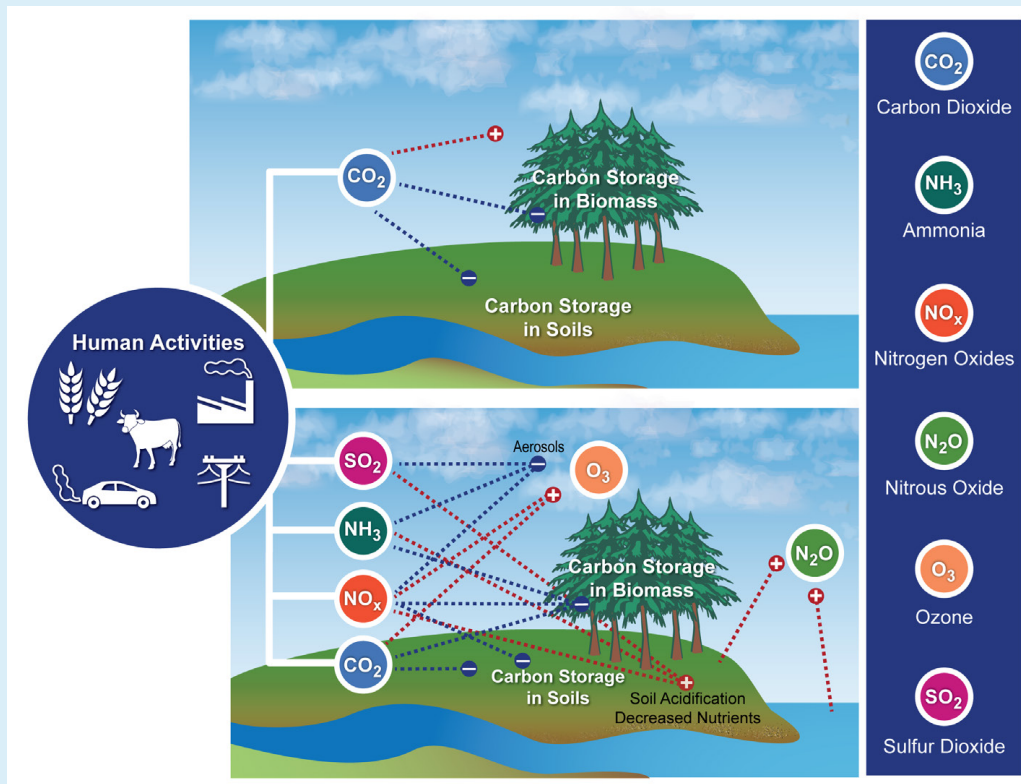 CO₂
Carbon Storage
in Biomass
Carbon Storage
in Soils
Human Activities
SO₂
NH₃
NOₓ
CO₂
Aerosols
O₃
Carbon Storage
in Biomass
N₂O
Carbon Storage
in Soils
Soil Acidification
Decreased Nutrients
CO₂
Carbon Dioxide
NH₃
Ammonia
NOₓ
Nitrogen Oxides
N₂O
Nitrous Oxide
O₃
Ozone
SO₂
Sulfur Dioxide